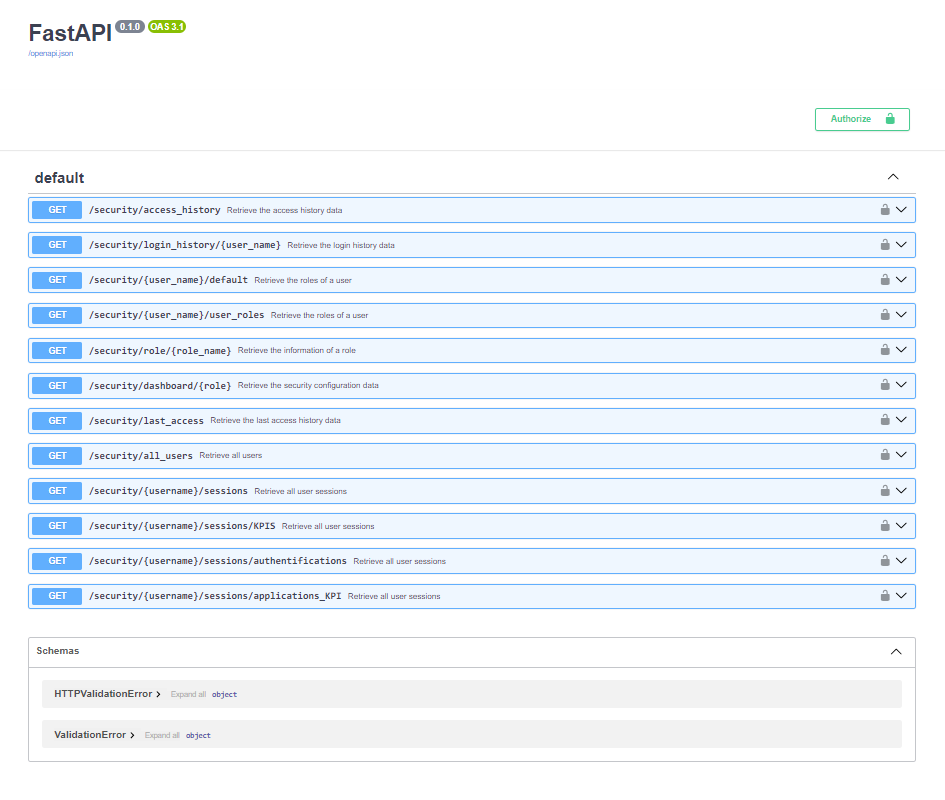 FastAPI 0.1.0 OAS 3.1
/openapi.json
Authorize
default
GET /security/access_history Retrieve the access history data
GET /security/login_history/{user_name} Retrieve the login history data
GET /security/{user_name}/default Retrieve the roles of a user
GET /security/{user_name}/user_roles Retrieve the roles of a user
GET /security/role/{role_name} Retrieve the information of a role
GET /security/dashboard/{role} Retrieve the security configuration data
GET /security/last_access Retrieve the last access history data
GET /security/all_users Retrieve all users
GET /security/{username}/sessions Retrieve all user sessions
GET /security/{username}/sessions/KPIS Retrieve all user sessions
GET /security/{username}/sessions/authentifications Retrieve all user sessions
GET /security/{username}/sessions/applications_KPI Retrieve all user sessions
Schemas
HTTPValidationError Expand all object
ValidationError Expand all object